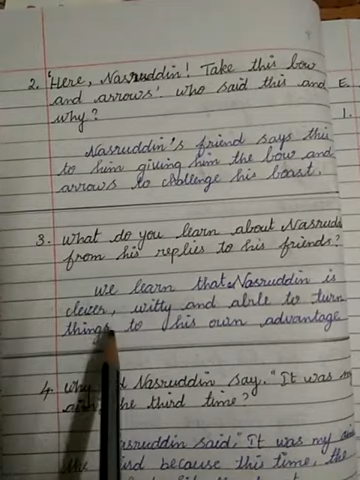 2. 'Here, Nasruddin! Take this bow
and arrows'. who said this and
why?
Nasruddin's friend says this
to him giving him the bow and
arrows to challenge his boast.
3. What do you learn about Nasrudd
from his replies to his friends?
We learn that Nasruddin is
clever, witty and able to turn
things to his own advantage
4. Why Nasruddin say, "It was
the third time?
asruddin said, "It was my
because this time, the
E.
1.